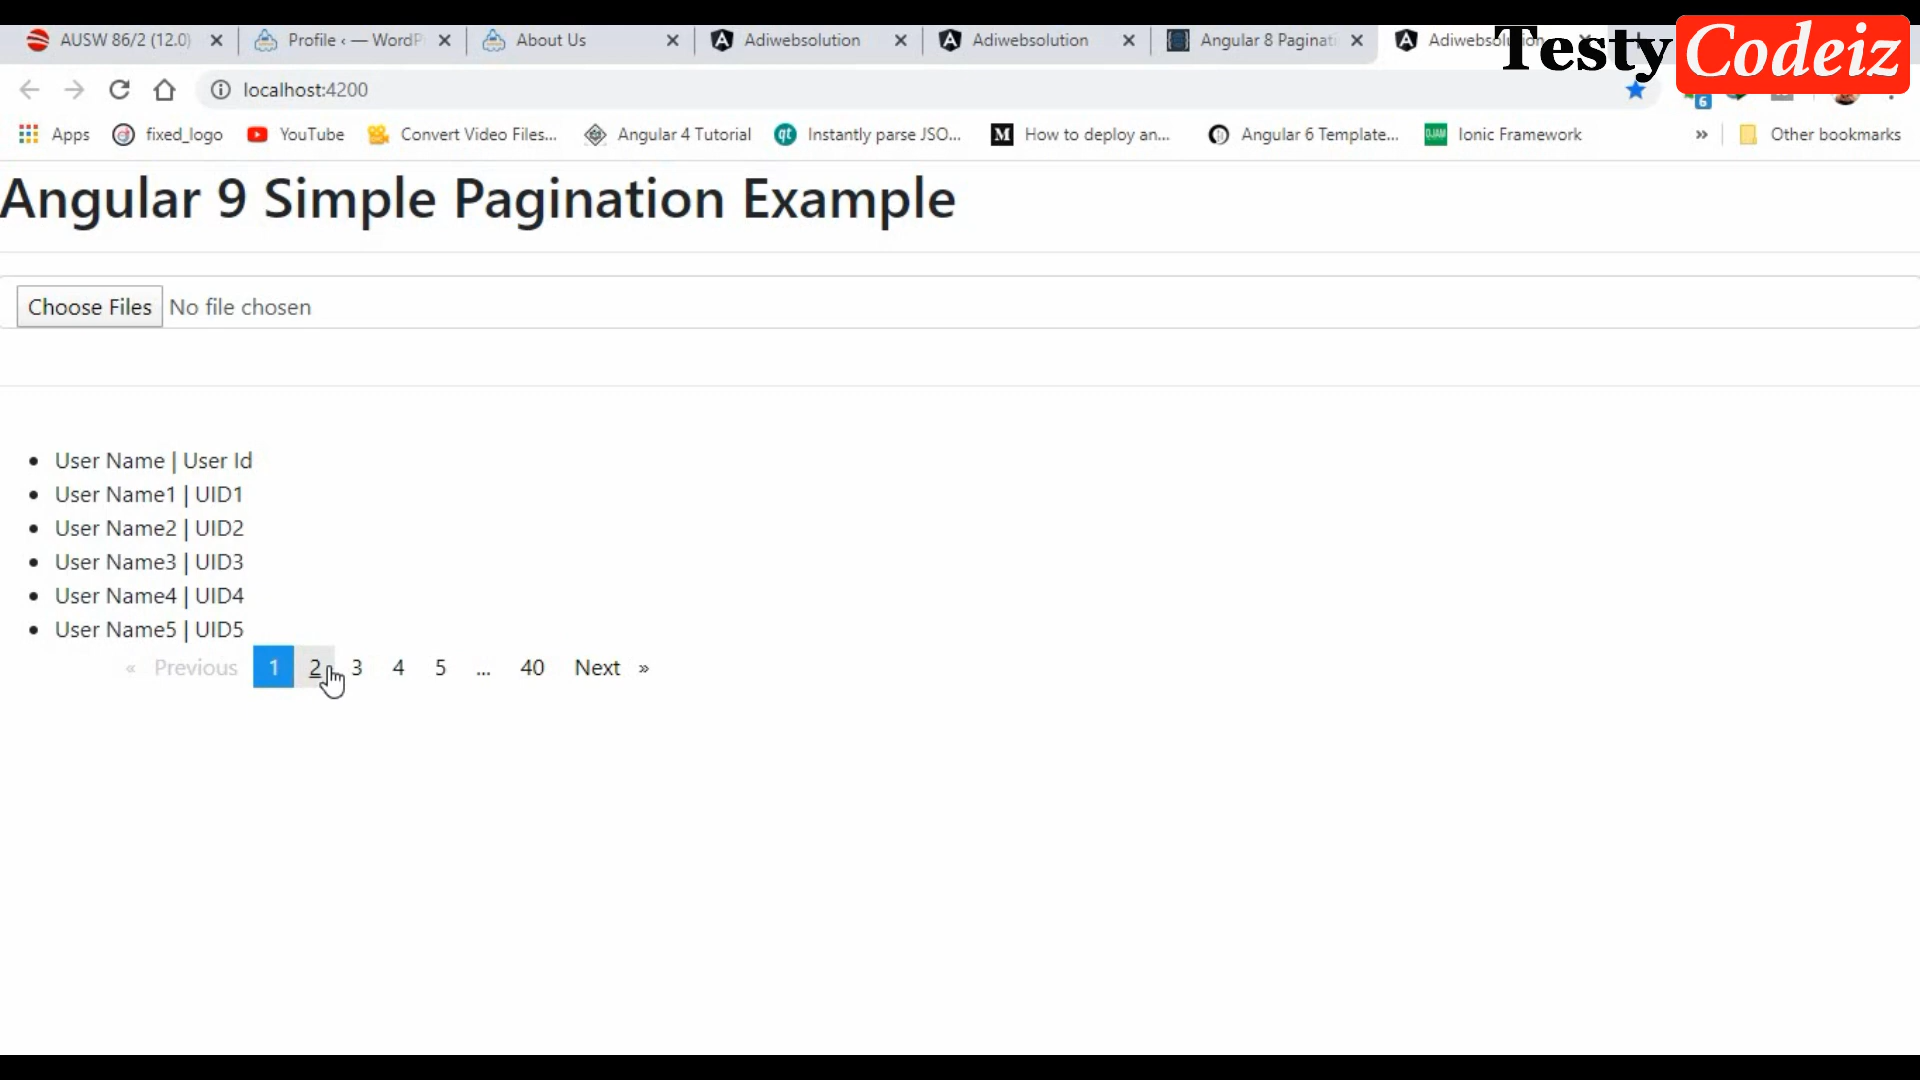 AUSW 86/2 (12.0)
Profile ‹ — WordP
About Us
Adiwebsolution
Adiwebsolution
Angular 8 Paginati
Adiwebsolution
Testy Codeiz
localhost:4200
6
Apps
fixed_logo
YouTube
Convert Video Files...
Angular 4 Tutorial
qt
Instantly parse JSO...
M
How to deploy an...
Angular 6 Template...
Ionic Framework
»
Other bookmarks
Angular 9 Simple Pagination Example
Choose Files No file chosen
• User Name | User Id
• User Name1 | UID1
• User Name2 | UID2
• User Name3 | UID3
• User Name4 | UID4
• User Name5 | UID5
« Previous 1 2 3 4 5 ... 40 Next »